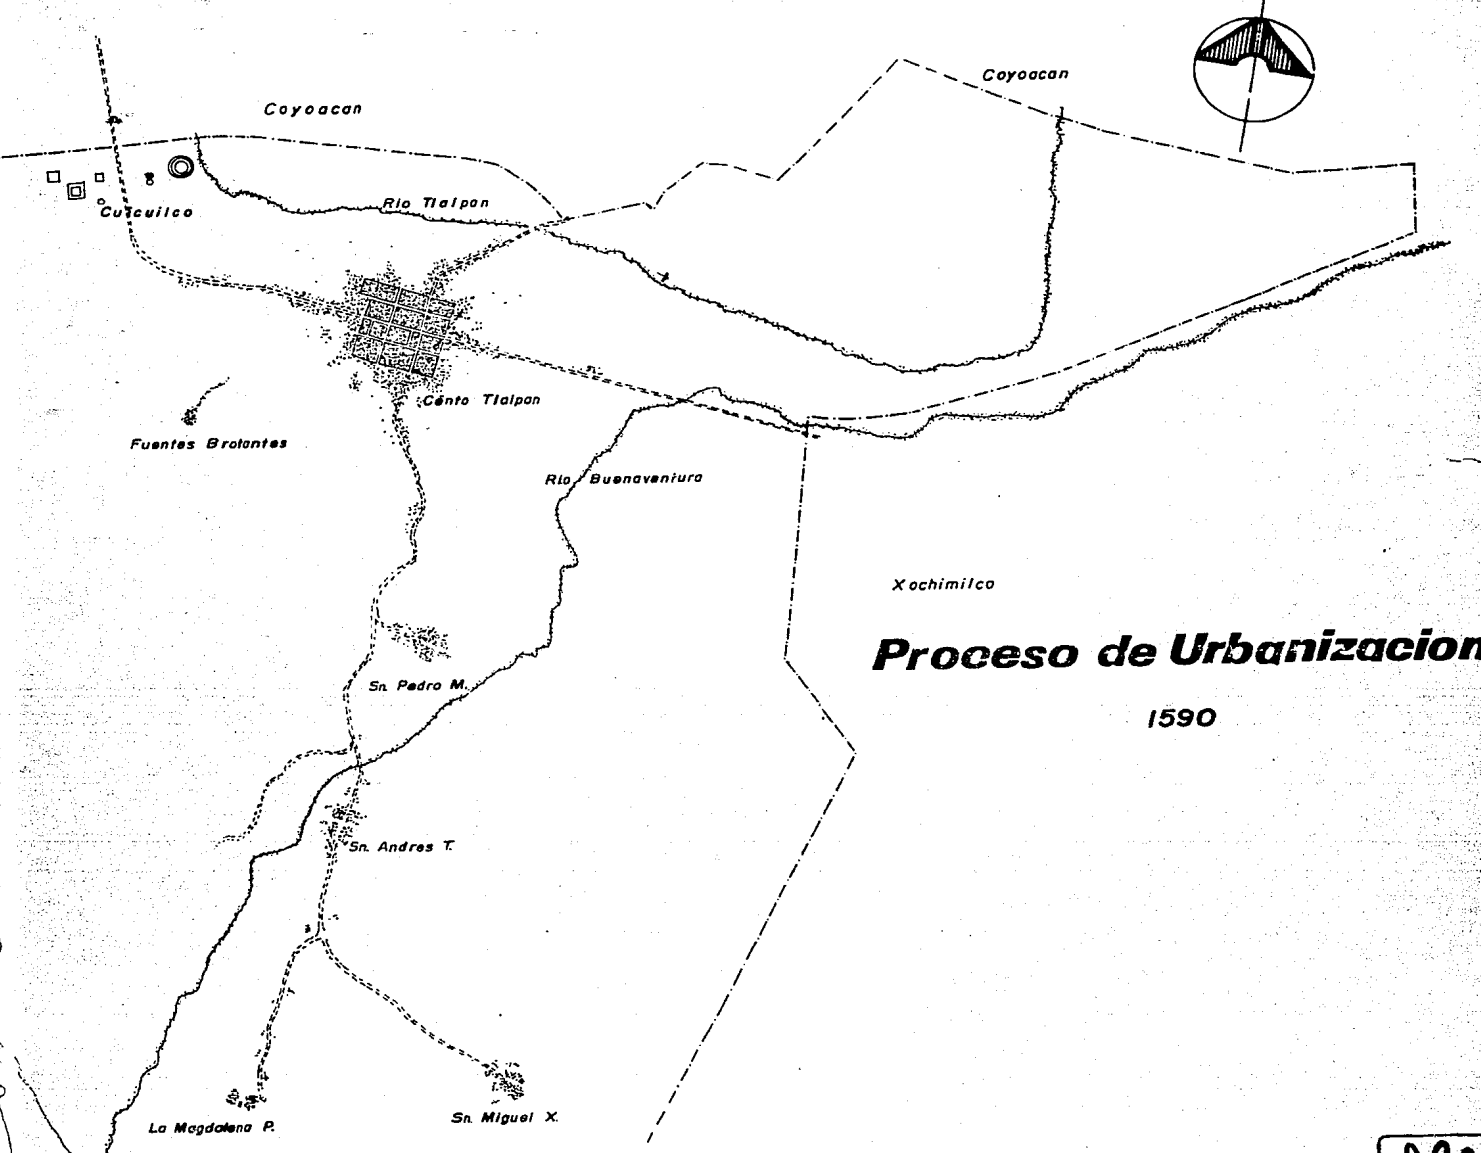 Coyoacan
Coyoacan
Rio Tlalpan
Cuicuilco
Cento Tlalpan
Fuentes Brotantes
Rio Buenaventura
Xochimilco
Proceso de Urbanizacion
1590
Sn. Pedro M.
Sn. Andres T.
La Magdalena P.
Sn. Miguel X.